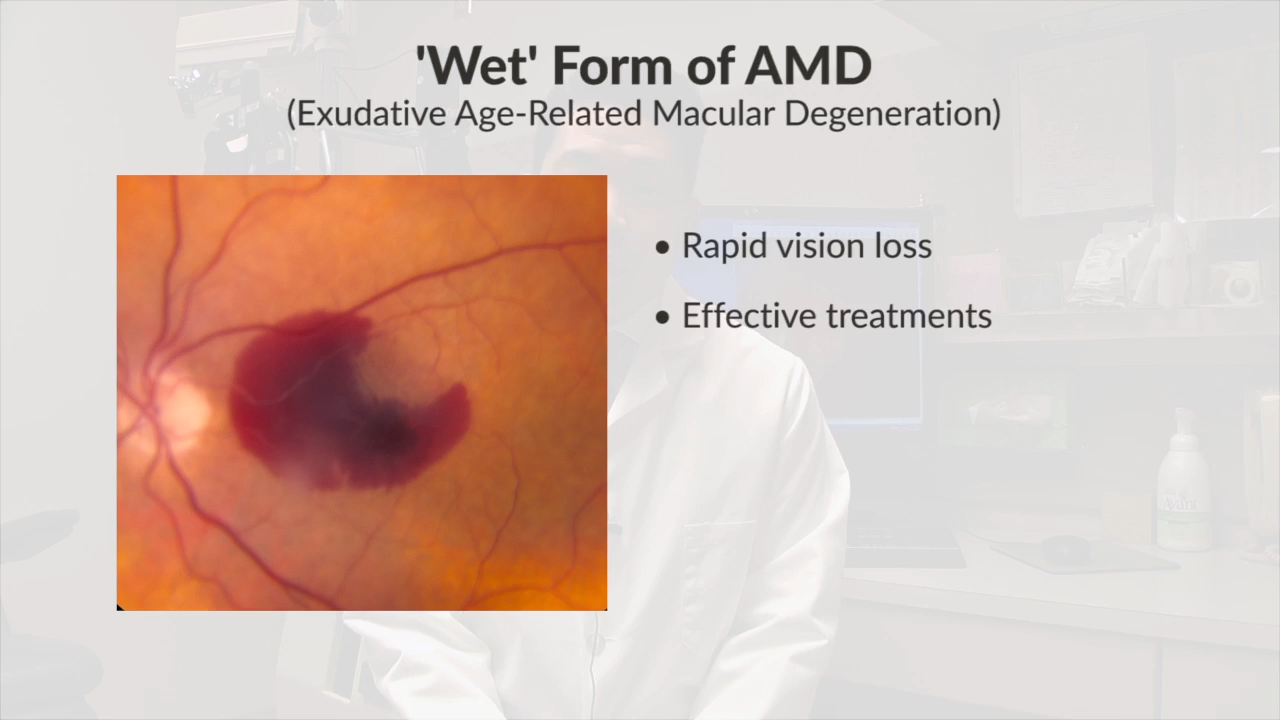 'Wet' Form of AMD
(Exudative Age-Related Macular Degeneration)
• Rapid vision loss
• Effective treatments